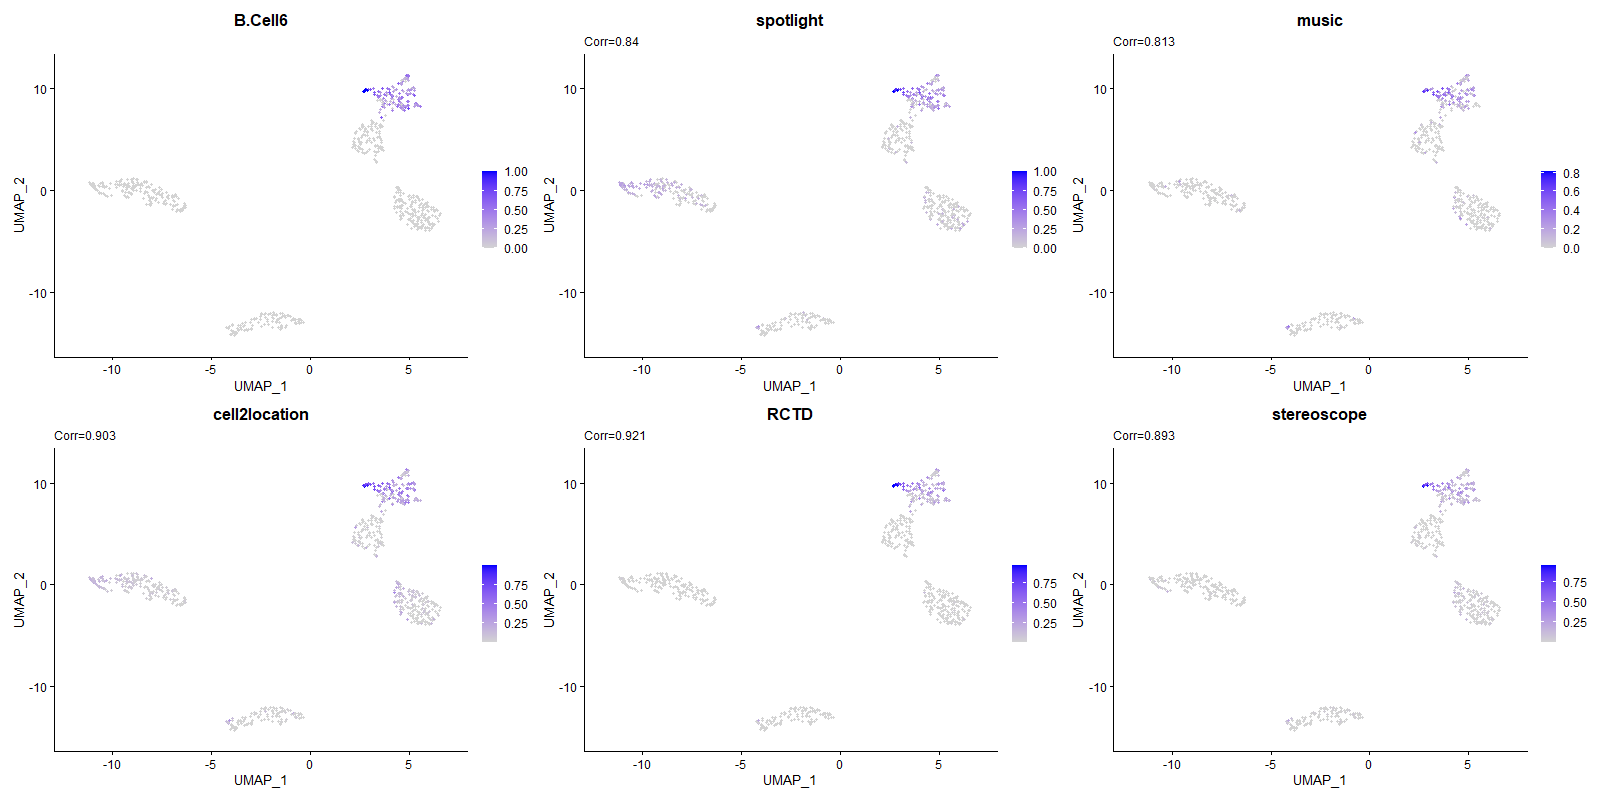 B.Cell6
10
0
-10
UMAP_2
-10
-5
0
5
UMAP_1
1.00
0.75
0.50
0.25
0.00
spotlight
Corr=0.84
10
0
-10
UMAP_2
-10
-5
0
5
UMAP_1
1.00
0.75
0.50
0.25
0.00
music
Corr=0.813
10
0
-10
UMAP_2
-10
-5
0
5
UMAP_1
0.8
0.6
0.4
0.2
0.0
cell2location
Corr=0.903
10
0
-10
UMAP_2
-10
-5
0
5
UMAP_1
0.75
0.50
0.25
RCTD
Corr=0.921
10
0
-10
UMAP_2
-10
-5
0
5
UMAP_1
0.75
0.50
0.25
stereoscope
Corr=0.893
10
0
-10
UMAP_2
-10
-5
0
5
UMAP_1
0.75
0.50
0.25